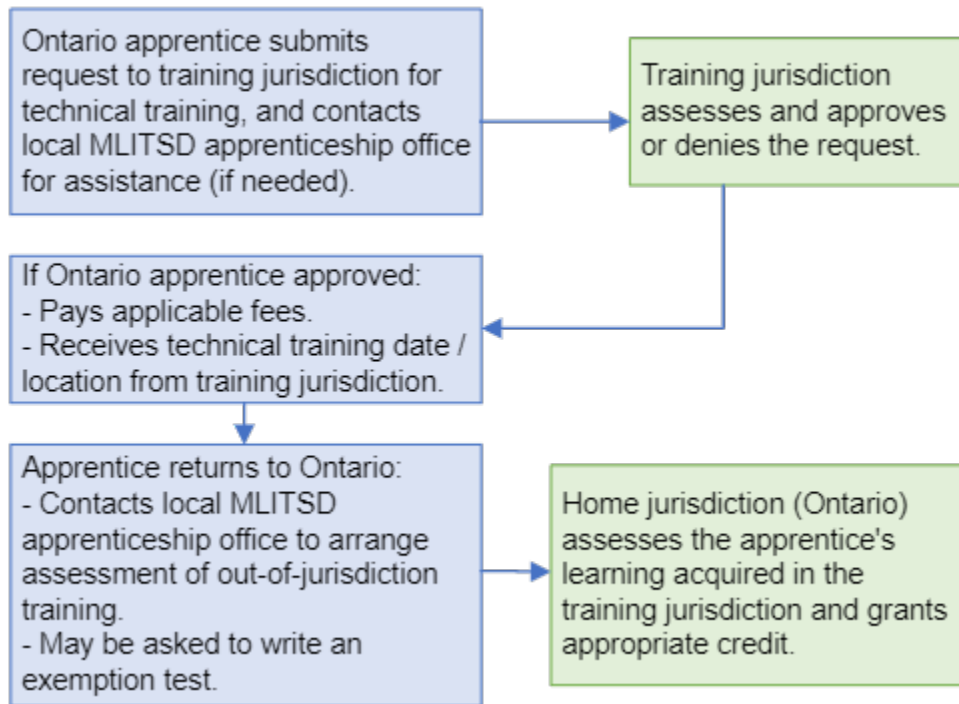 Ontario apprentice submits
request to training jurisdiction for
technical training, and contacts
local MLITSD apprenticeship office
for assistance (if needed).
Training jurisdiction
assesses and approves
or denies the request.
If Ontario apprentice approved:
- Pays applicable fees.
- Receives technical training date /
location from training jurisdiction.
Apprentice returns to Ontario:
- Contacts local MLITSD
apprenticeship office to arrange
assessment of out-of-jurisdiction
training.
- May be asked to write an
exemption test.
Home jurisdiction (Ontario)
assesses the apprentice's
learning acquired in the
training jurisdiction and grants
appropriate credit.